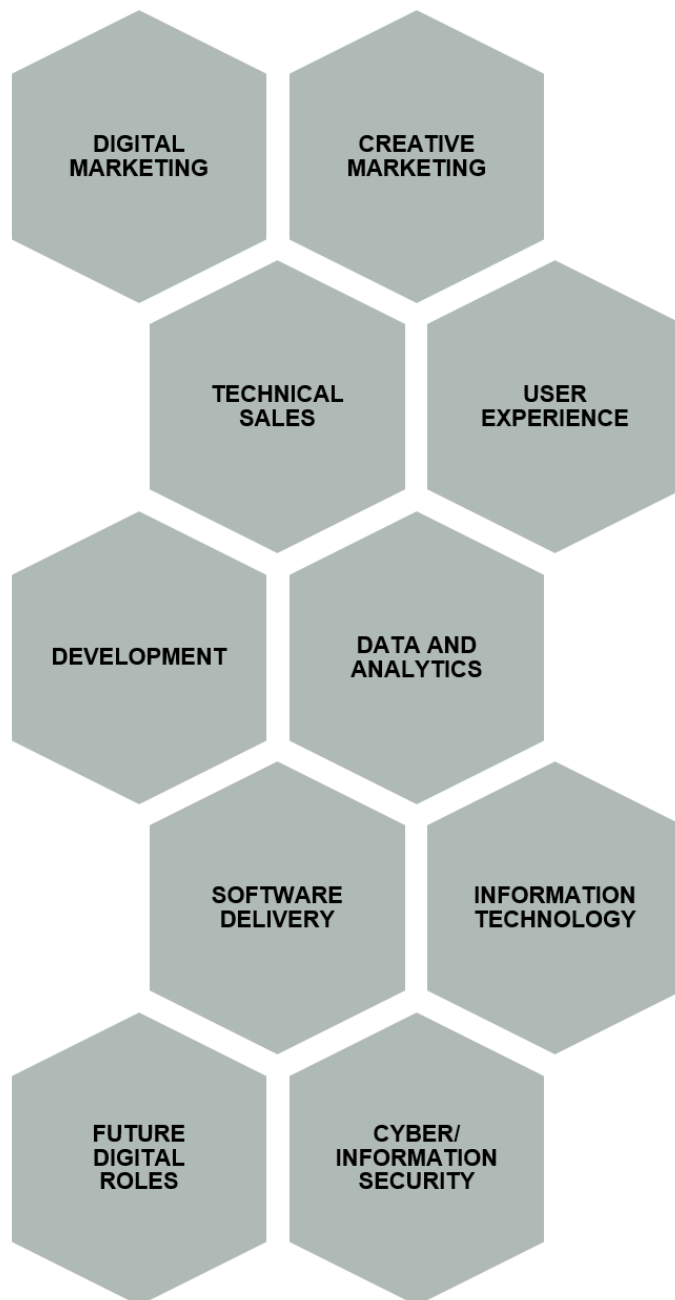 DIGITAL
MARKETING
CREATIVE
MARKETING
TECHNICAL
SALES
USER
EXPERIENCE
DEVELOPMENT
DATA AND
ANALYTICS
SOFTWARE
DELIVERY
INFORMATION
TECHNOLOGY
FUTURE
DIGITAL
ROLES
CYBER/
INFORMATION
SECURITY